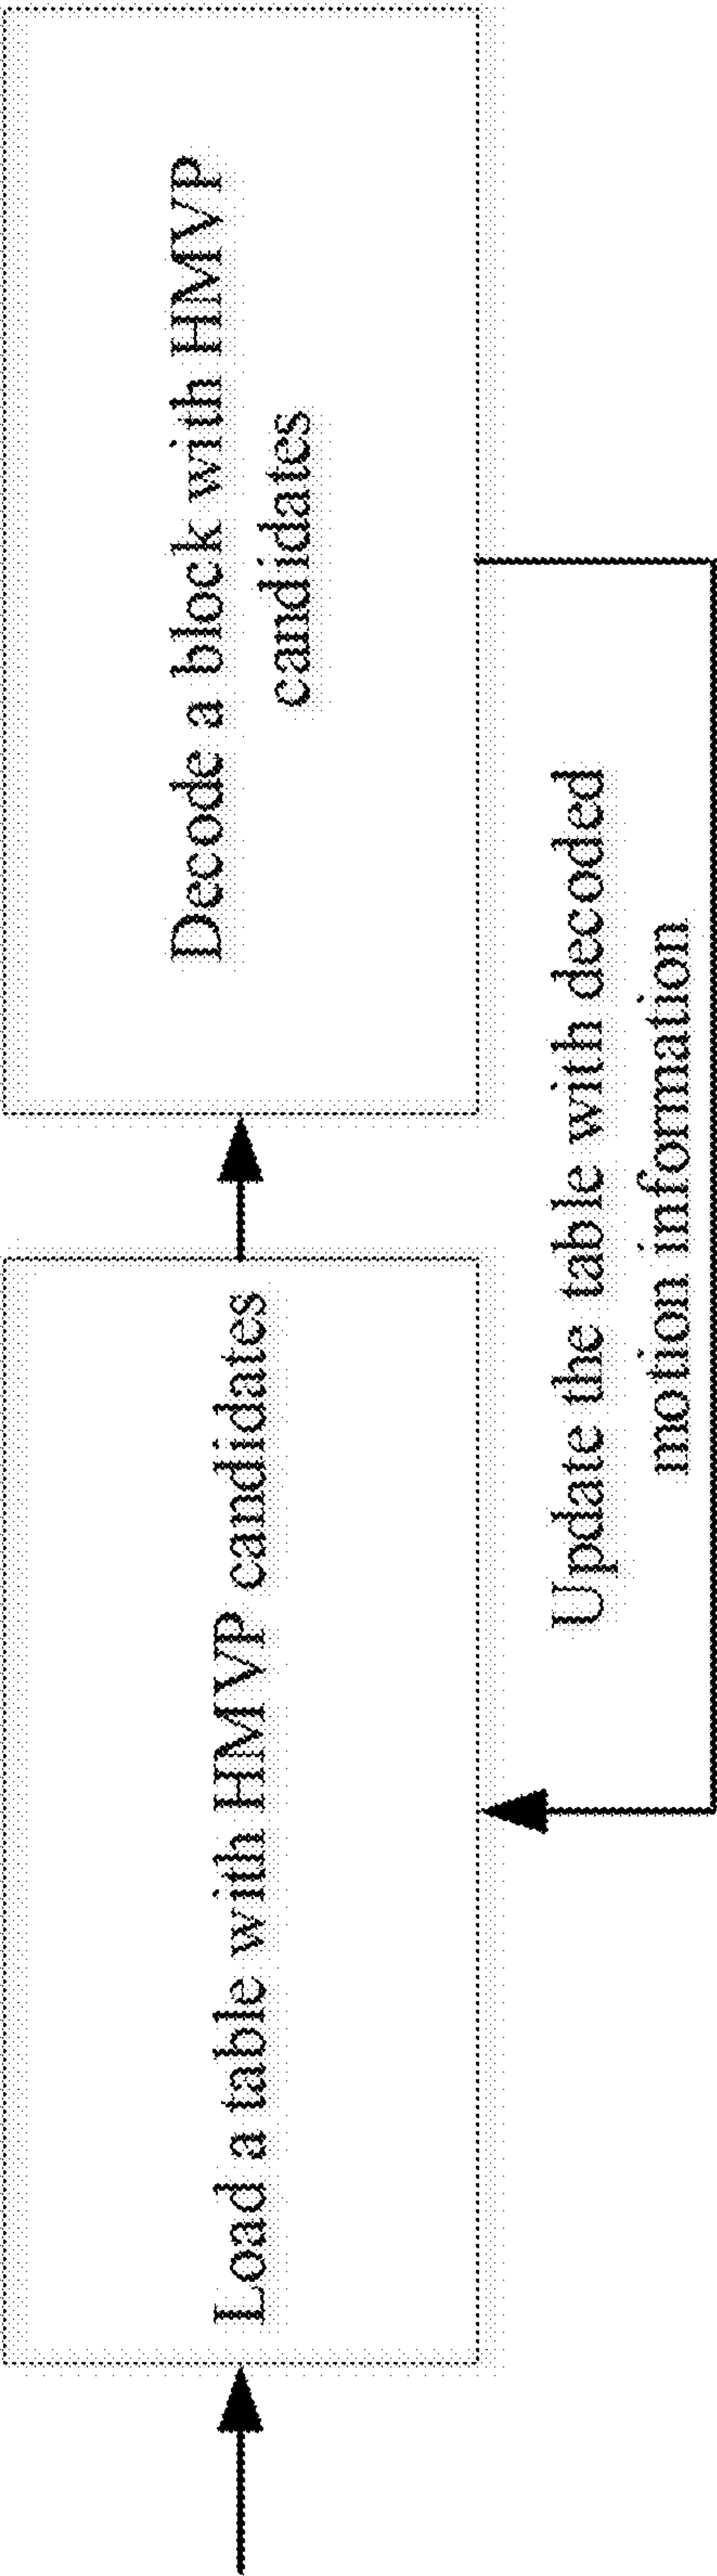 Load a table with HMVP candidates
Decode a block with HMVP
candidates
Update the table with decoded
motion information